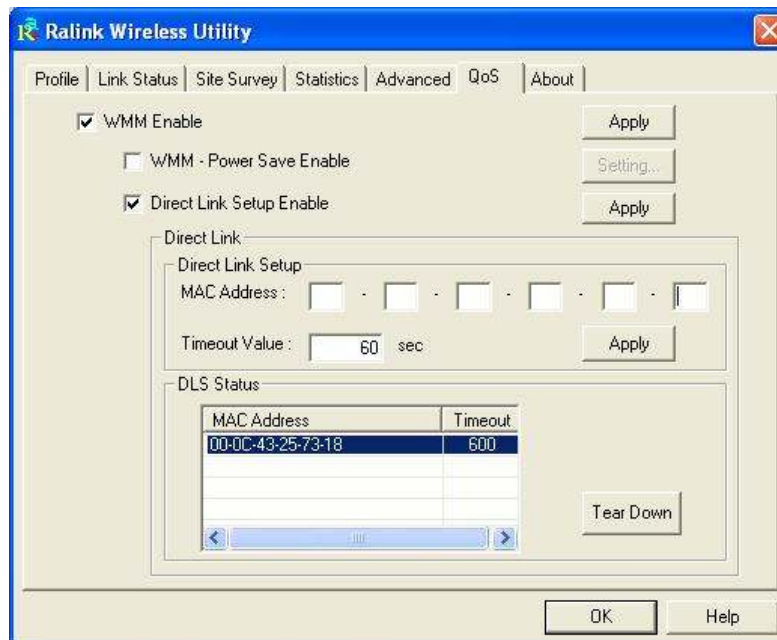 Ralink Wireless Utility
Profile Link Status Site Survey Statistics Advanced QoS About
WMM Enable Apply
WMM - Power Save Enable Setting...
Direct Link Setup Enable Apply
Direct Link
Direct Link Setup
MAC Address : - - - - -
Timeout Value : 60 sec Apply
DLS Status
MAC Address Timeout
00-0C-43-25-73-18 600
Tear Down
OK Help